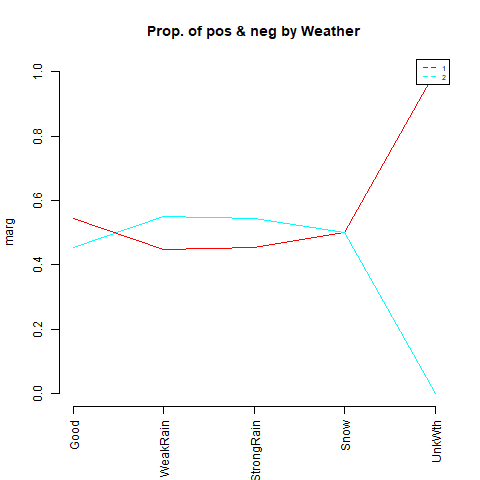 Prop. of pos & neg by Weather
1
2
marg
1.0
0.8
0.6
0.4
0.2
0.0
Good
WeakRain
StrongRain
Snow
UnkWth